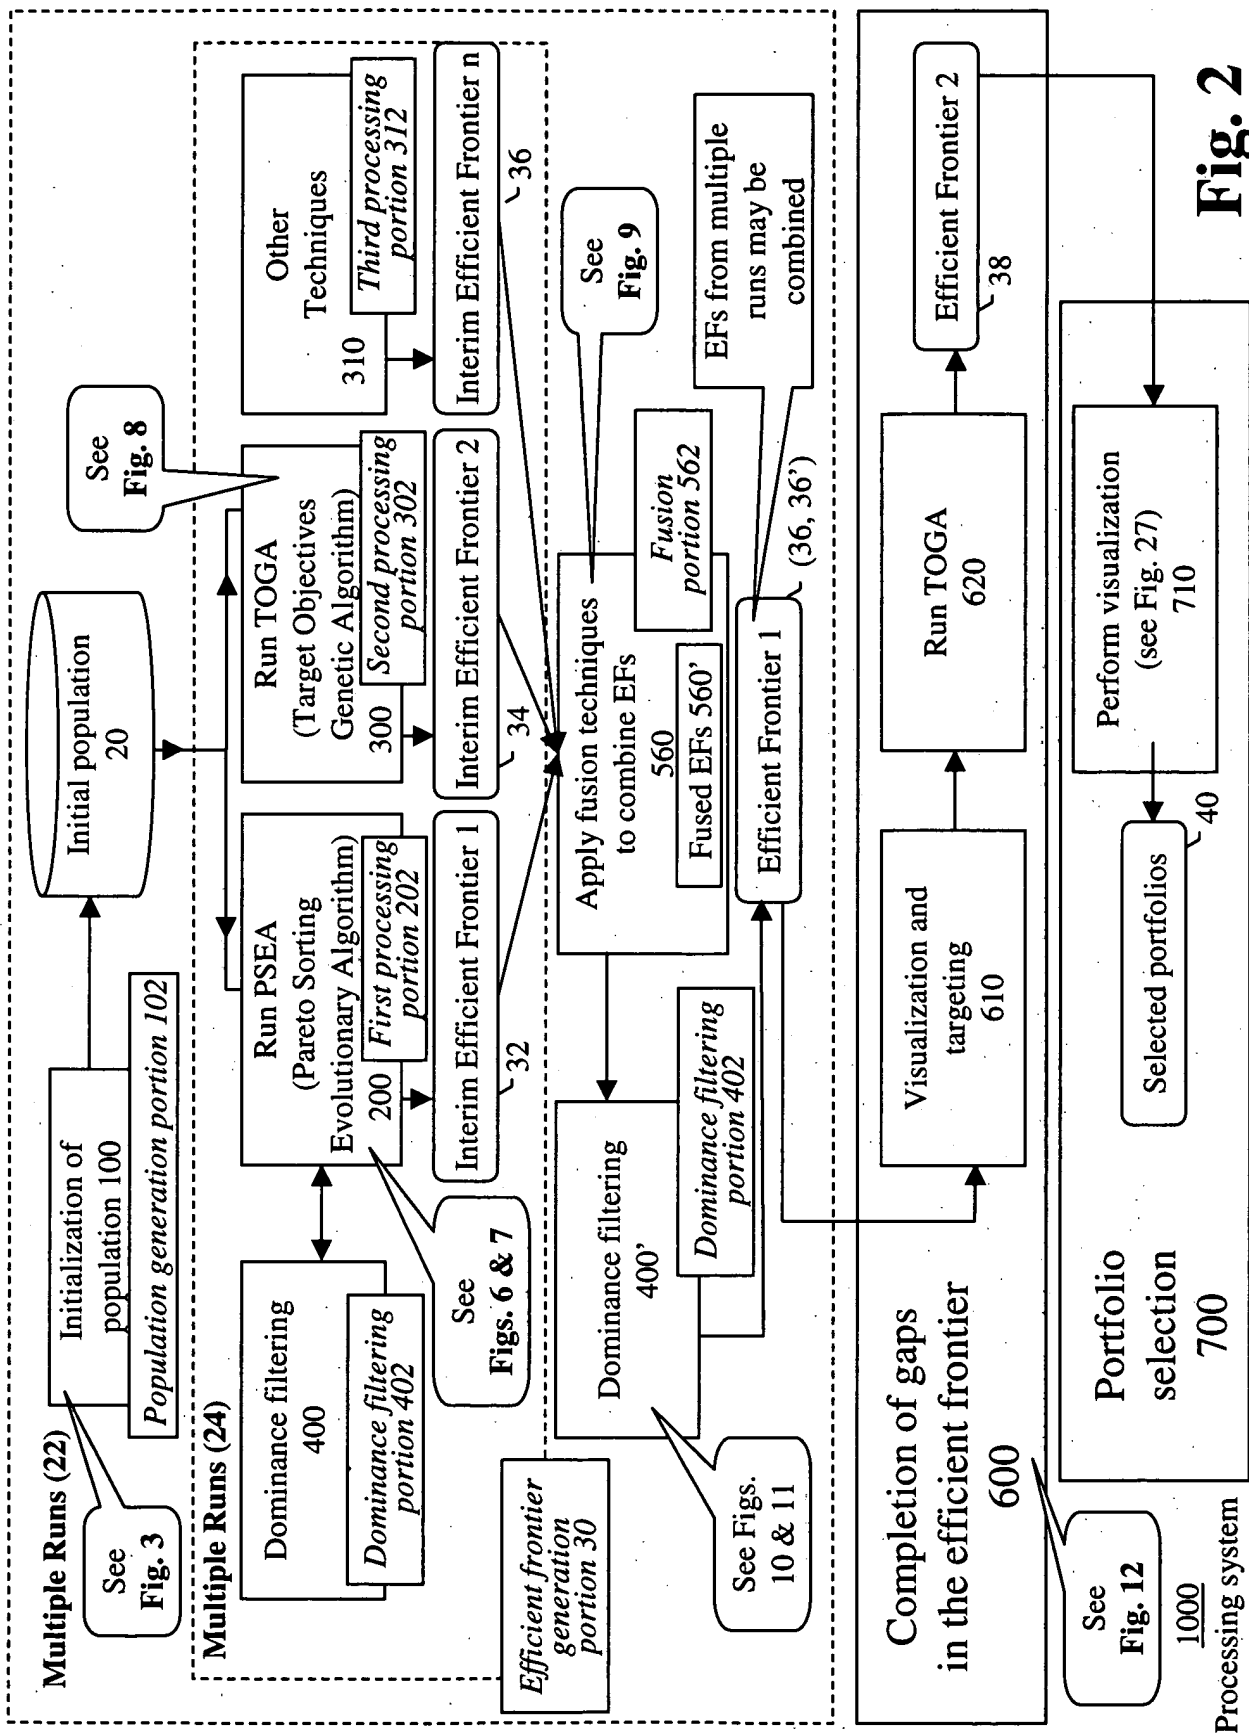 Multiple Runs (22)
See
Fig. 3
Initialization of
population 100
Population generation portion 102
Initial population
20
See
Fig. 8
Multiple Runs (24)
Dominance filtering
400
Dominance filtering
portion 402
Run PSEA
(Pareto Sorting
Evolutionary Algorithm)
200
First processing
portion 202
Run TOGA
(Target Objectives
Genetic Algorithm)
300
Second processing
portion 302
Other
Techniques
310
Third processing
portion 312
See
Figs. 6 & 7
Interim Efficient Frontier 1
32
Interim Efficient Frontier 2
34
Interim Efficient Frontier n
36
Efficient frontier
generation
portion 30
Dominance filtering
400'
Dominance filtering
portion 402
See Figs.
10 & 11
Apply fusion techniques
to combine EFs
560
Fused EFs 560'
Fusion
portion 562
See
Fig. 9
Efficient Frontier 1
(36, 36')
EFs from multiple
runs may be
combined
Completion of gaps
in the efficient frontier
600
See
Fig. 12
Visualization and
targeting
610
Run TOGA
620
Efficient Frontier 2
38
Portfolio
selection
700
Selected portfolios
40
Perform visualization
(see Fig. 27)
710
1000
Processing system
Fig. 2